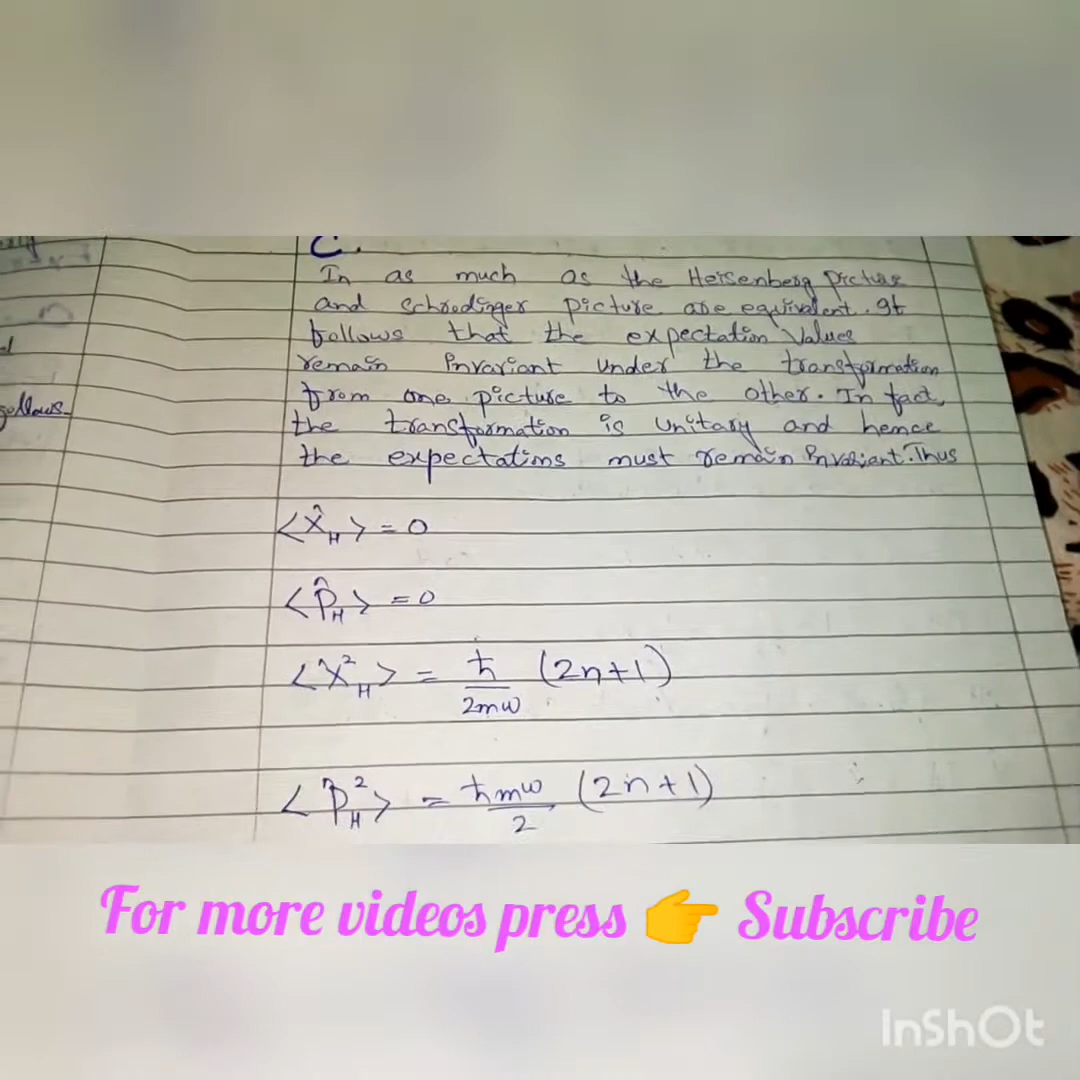 C.
In as much as the Heisenberg picture
and schrodinger picture are equivalent. It
follows that the expectation values
remain invariant under the transformation
from one picture to the other. In fact,
the transformation is unitary and hence
the expectations must remain invariant. Thus
follows
<X̂_H> = 0
<P̂_H> = 0
<X̂²_H> = ħ/2mω (2n+1)
<P̂²_H> = ħmω/2 (2n+1)
For more videos press 👉 Subscribe
InShOt